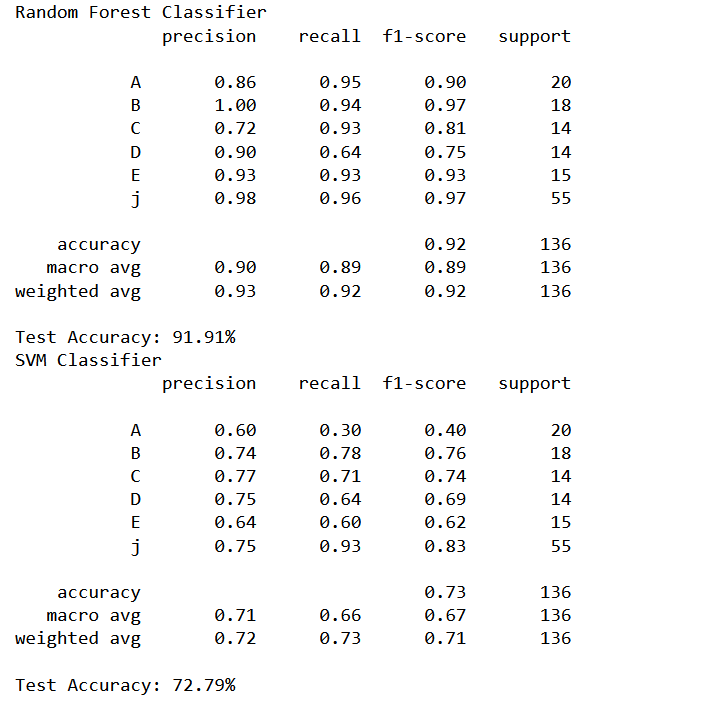 Random Forest Classifier
precision recall f1-score support
A 0.86 0.95 0.90 20
B 1.00 0.94 0.97 18
C 0.72 0.93 0.81 14
D 0.90 0.64 0.75 14
E 0.93 0.93 0.93 15
j 0.98 0.96 0.97 55
accuracy 0.92 136
macro avg 0.90 0.89 0.89 136
weighted avg 0.93 0.92 0.92 136
Test Accuracy: 91.91%
SVM Classifier
precision recall f1-score support
A 0.60 0.30 0.40 20
B 0.74 0.78 0.76 18
C 0.77 0.71 0.74 14
D 0.75 0.64 0.69 14
E 0.64 0.60 0.62 15
j 0.75 0.93 0.83 55
accuracy 0.73 136
macro avg 0.71 0.66 0.67 136
weighted avg 0.72 0.73 0.71 136
Test Accuracy: 72.79%